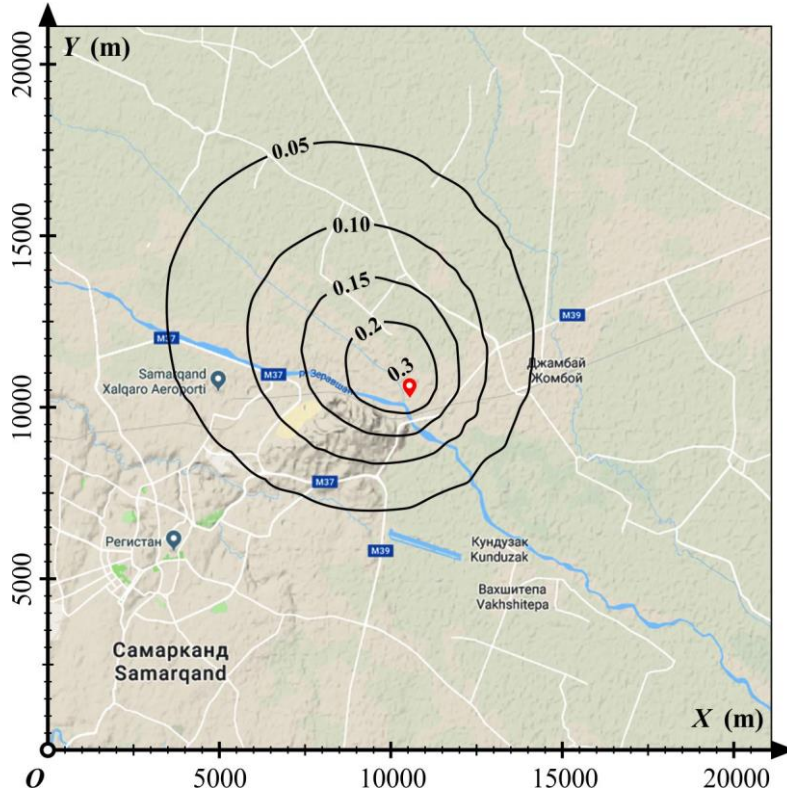 Y (m)
20000
15000
10000
5000
0.05
0.10
0.15
0.2
0.3
M37
M39
Samarqand
Xalqaro Aeroporti
M37
р. Зеравшан
Джамбай
Жомбой
M37
Регистан
M39
Кундузак
Kunduzak
Вахшитепа
Vakhshitepa
Самарканд
Samarqand
X (m)
O
5000
10000
15000
20000